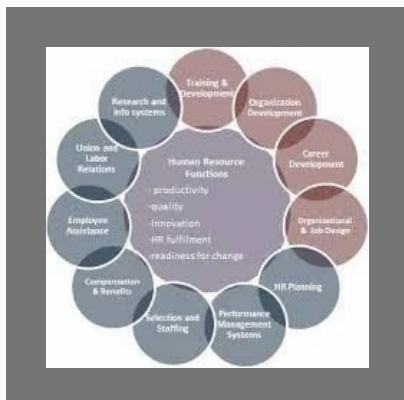 Training &
Development
Organization
Development
Career
Development
Organizational
& Job Design
HR Planning
Performance
Management
Systems
Selection and
Staffing
Compensation
& Benefits
Employee
Assistance
Union and
Labor
Relations
Research and
info systems
Human Resource
Functions
- productivity
-quality
-Innovation
-HR fulfilment
-readiness for change